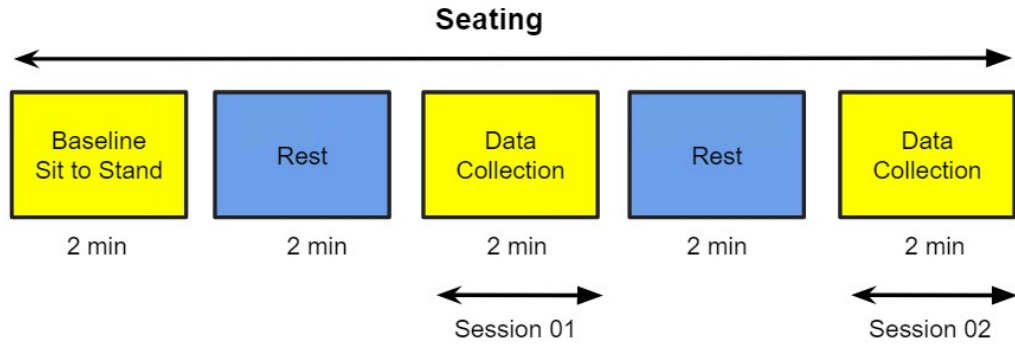 Seating
Baseline
Sit to Stand
Rest
Data
Collection
Rest
Data
Collection
2 min
2 min
2 min
2 min
2 min
Session 01
Session 02